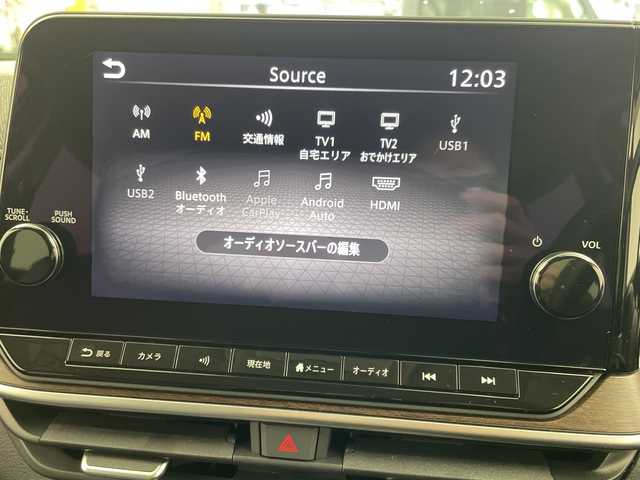 Source
12:03
AM
FM
交通情報
TV1
自宅エリア
TV2
おでかけエリア
USB1
USB2
Bluetooth
オーディオ
Apple
CarPlay
Android
Auto
HDMI
オーディオソースバーの編集
TUNE・
SCROLL
PUSH
SOUND
VOL
戻る
カメラ
現在地
メニュー
オーディオ